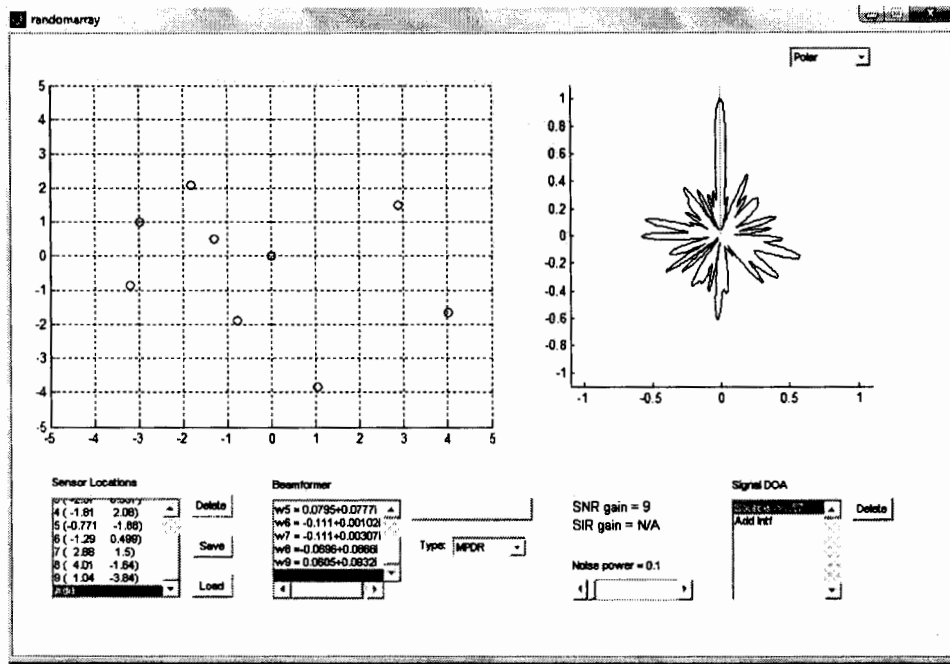 randomarray
Polar
5
4
3
2
1
0
-1
-2
-3
-4
-5
-5 -4 -3 -2 -1 0 1 2 3 4 5
1
0.8
0.6
0.4
0.2
0
-0.2
-0.4
-0.6
-0.8
-1
-1 -0.5 0 0.5 1
Sensor Locations
4 ( -1.81 2.08)
5 (-0.771 -1.88)
6 ( -1.29 0.499)
7 ( 2.88 1.5)
8 ( 4.01 -1.64)
9 ( 1.04 -3.84)
Add
Delete
Save
Load
Beamformer
w5 = 0.0795+0.0777i
w6 = -0.111+0.00102i
w7 = -0.111+0.00307i
w8 =-0.0896+0.0666i
w9 = 0.0605+0.0932i
Type: MPDR
SNR gain = 9
SIR gain = N/A
Noise power = 0.1
Signal DOA
Add Intf
Delete